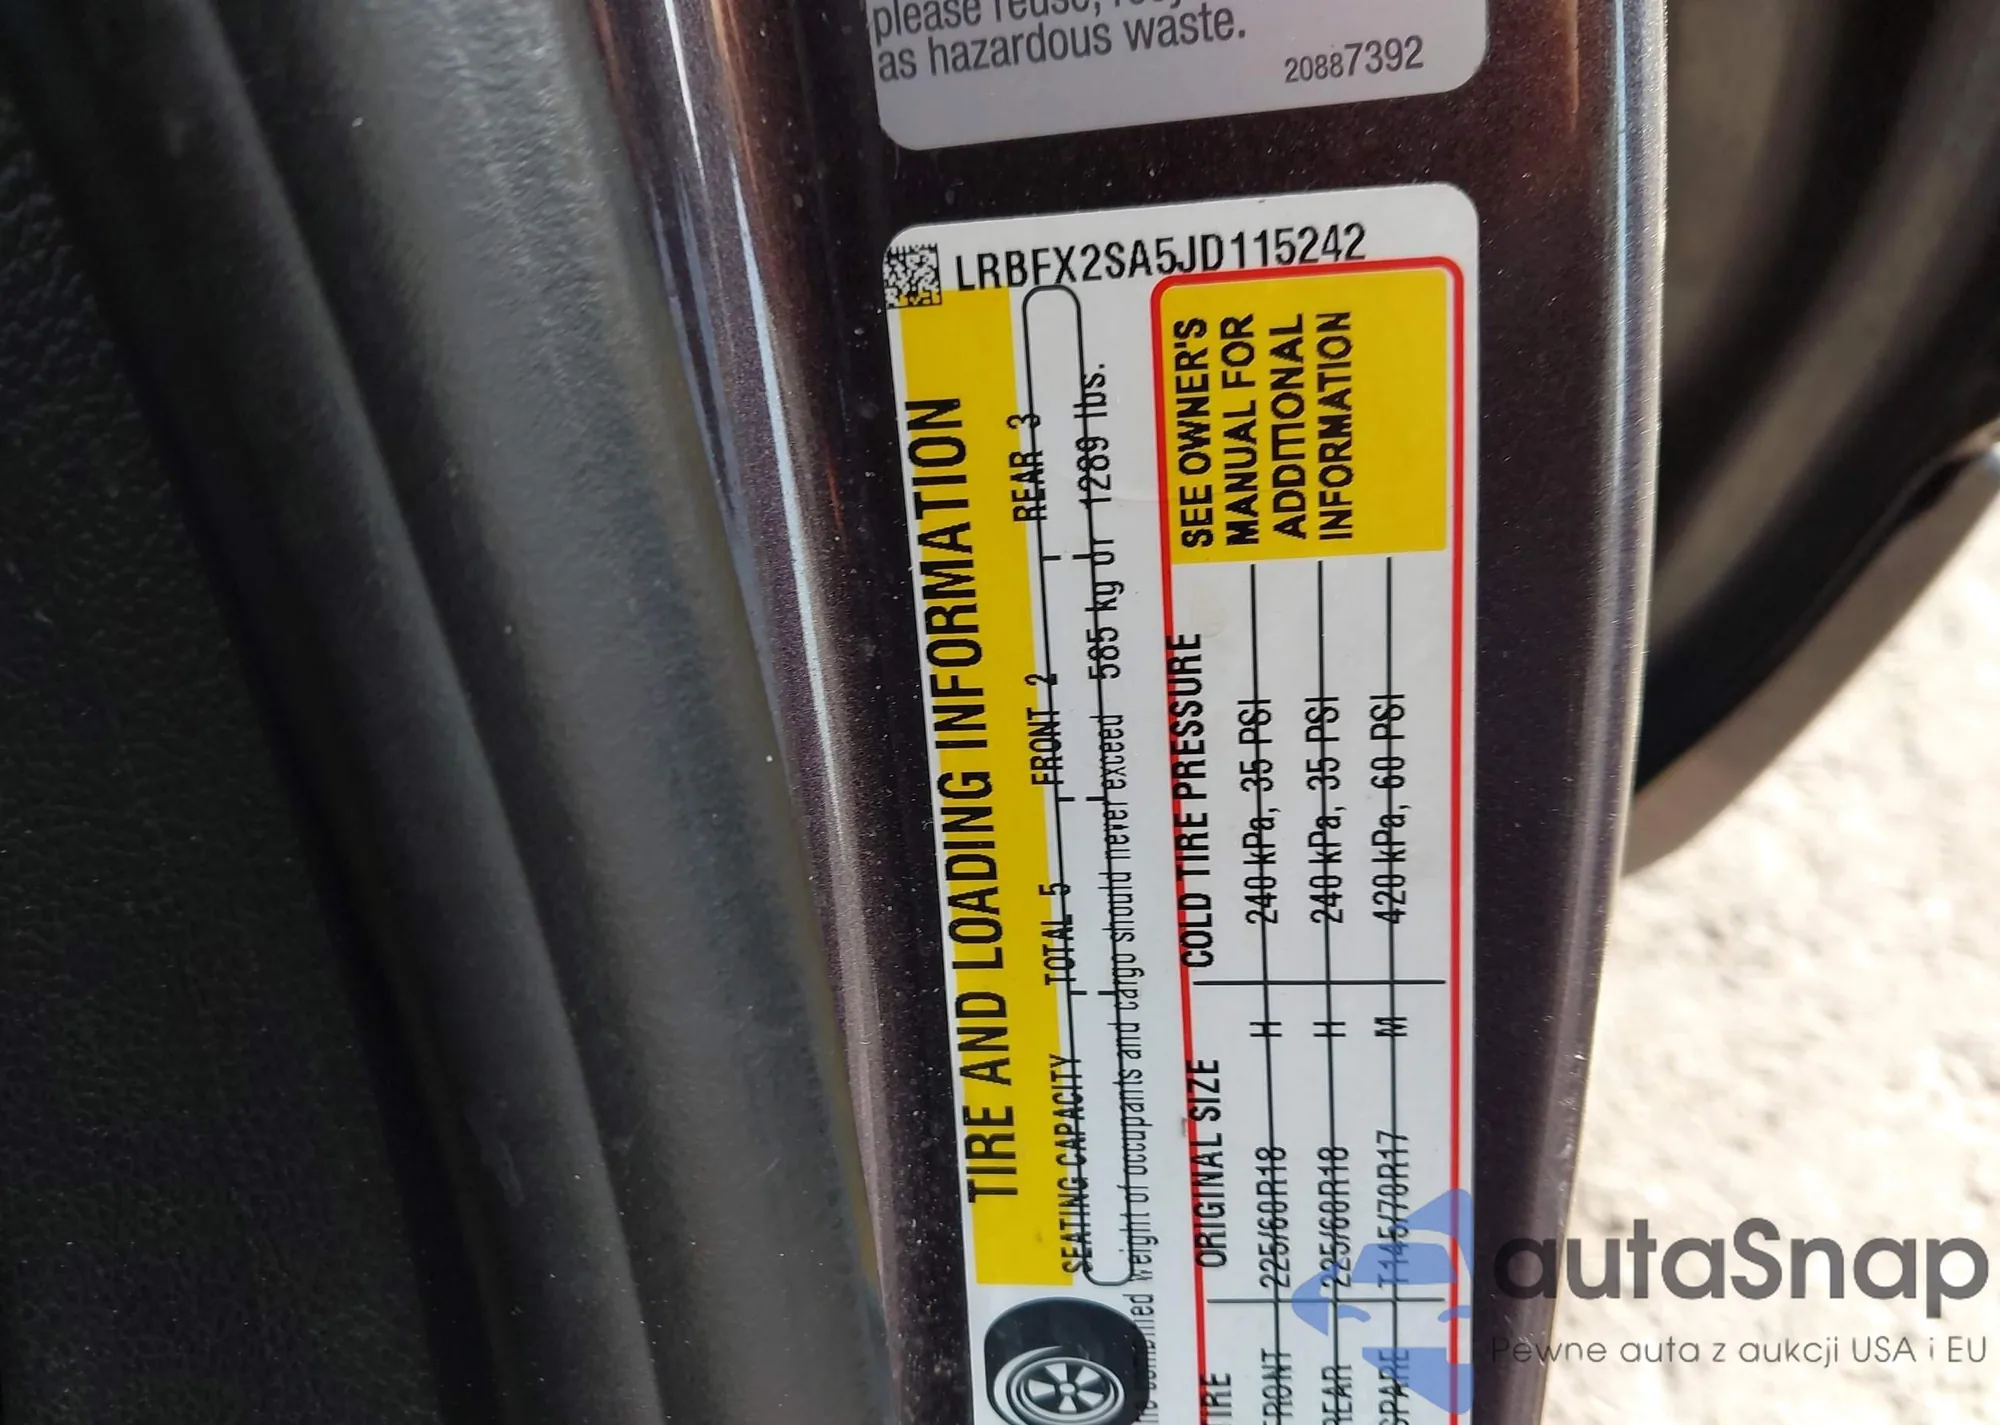 please reuse,
as hazardous waste.
20887392
LRBFX2SA5JD115242
TIRE AND LOADING INFORMATION
SEATING CAPACITY TOTAL 5 FRONT 2 REAR 3
weight of occupants and cargo should never exceed 585 kg or 1289 lbs.
ORIGINAL SIZE COLD TIRE PRESSURE
FRONT 225/60R18 H 240 kPa, 35 PSI
REAR 225/60R18 H 240 kPa, 35 PSI
SPARE T145/70R17 M 420 kPa, 60 PSI
SEE OWNER'S
MANUAL FOR
ADDITIONAL
INFORMATION
autaSnap
Pewne auta z aukcji USA i EU